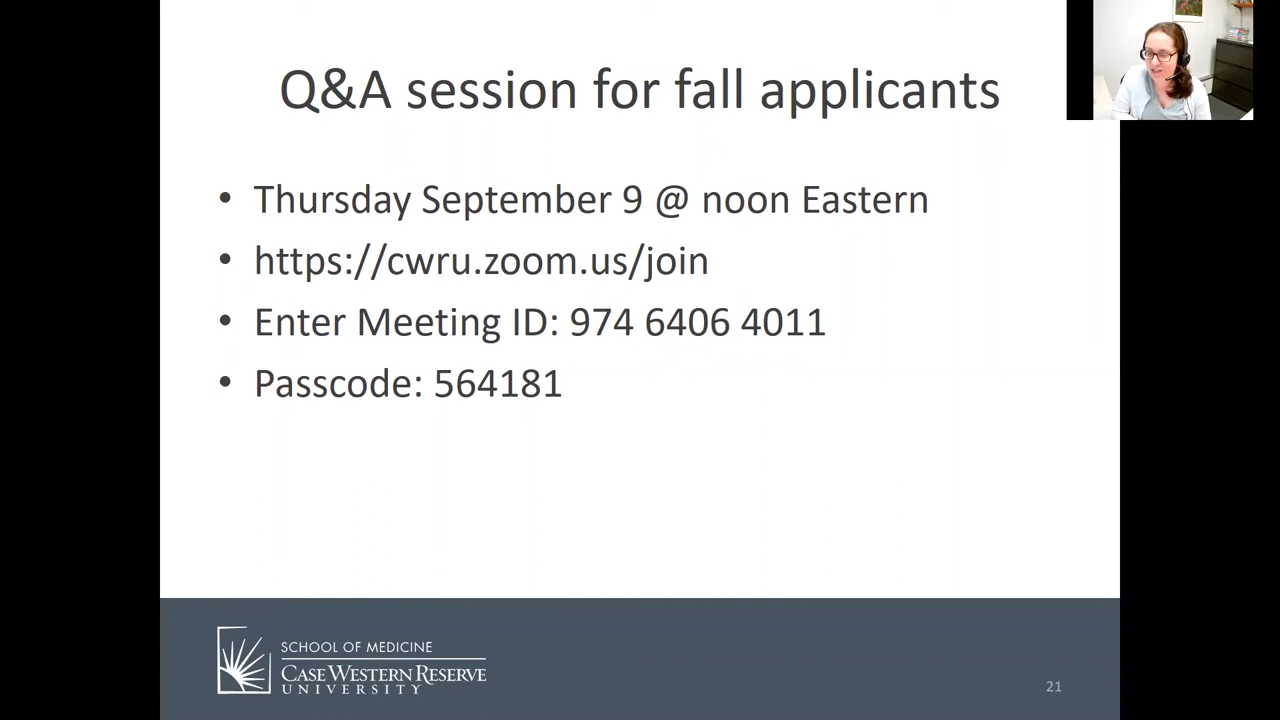 Q&A session for fall applicants
• Thursday September 9 @ noon Eastern
• https://cwru.zoom.us/join
• Enter Meeting ID: 974 6406 4011
• Passcode: 564181
SCHOOL OF MEDICINE
CASE WESTERN RESERVE
UNIVERSITY
21